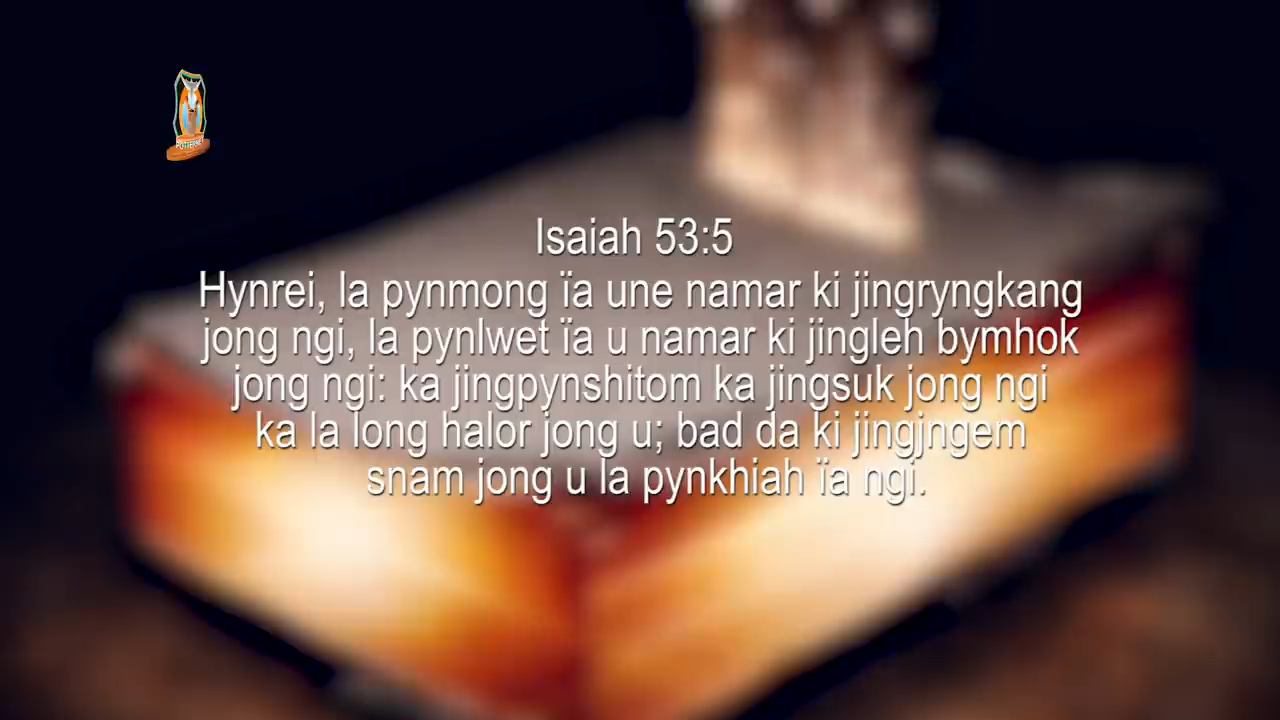 POTTERNET
Isaiah 53:5
Hynrei, la pynmong ïa une namar ki jingryngkang
jong ngi, la pynlwet ïa u namar ki jingleh bymhok
jong ngi: ka jingpynshitom ka jingsuk jong ngi
ka la long halor jong u; bad da ki jingjngem
snam jong u la pynkhiah ïa ngi.